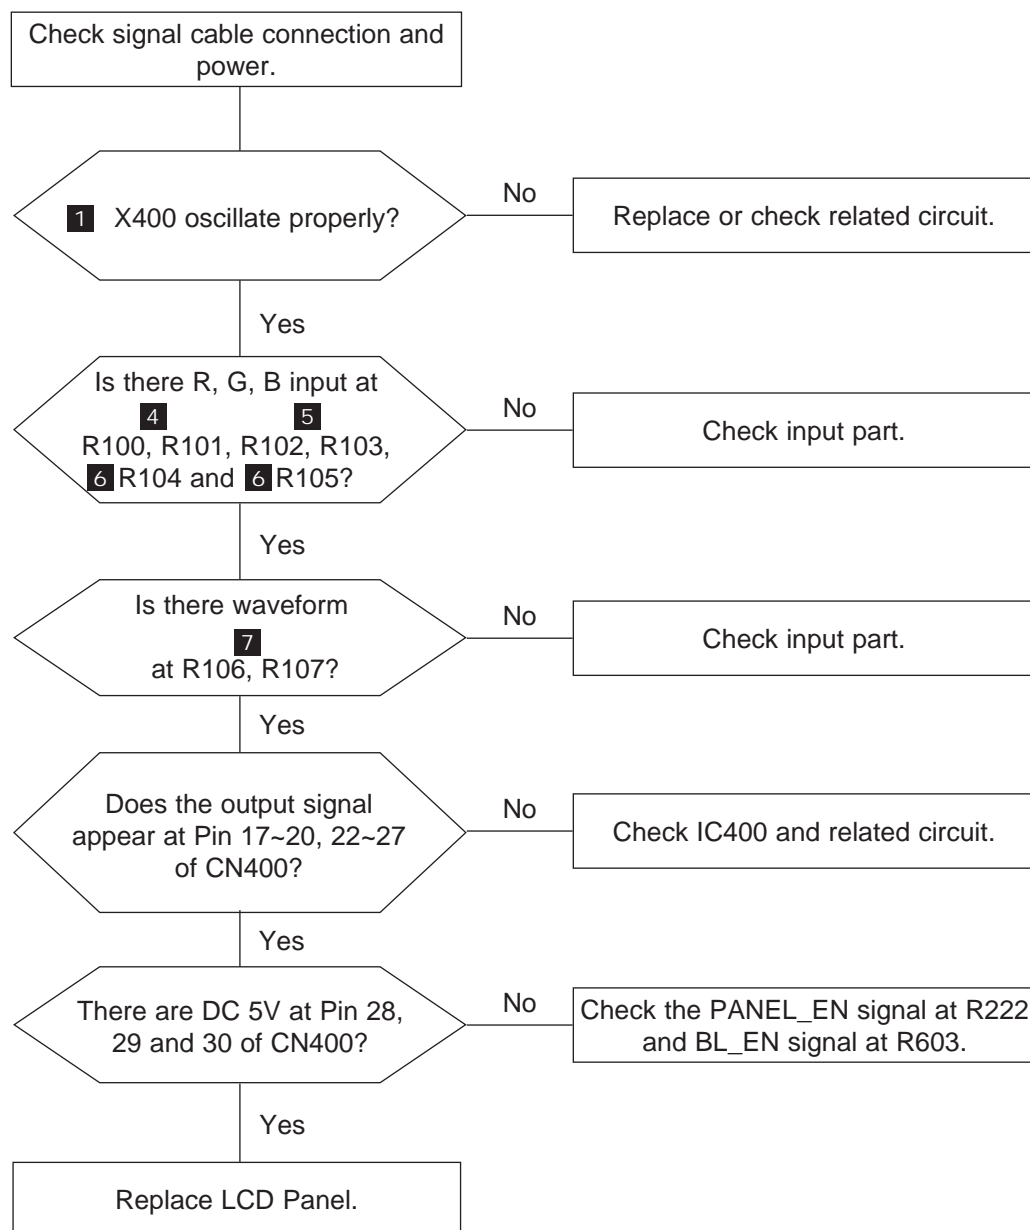 Check signal cable connection and
power.
1 X400 oscillate properly?
No
Replace or check related circuit.
Yes
Is there R, G, B input at
4 5
R100, R101, R102, R103,
6 R104 and 6 R105?
No
Check input part.
Yes
Is there waveform
7
at R106, R107?
No
Check input part.
Yes
Does the output signal
appear at Pin 17~20, 22~27
of CN400?
No
Check IC400 and related circuit.
Yes
There are DC 5V at Pin 28,
29 and 30 of CN400?
No
Check the PANEL_EN signal at R222
and BL_EN signal at R603.
Yes
Replace LCD Panel.